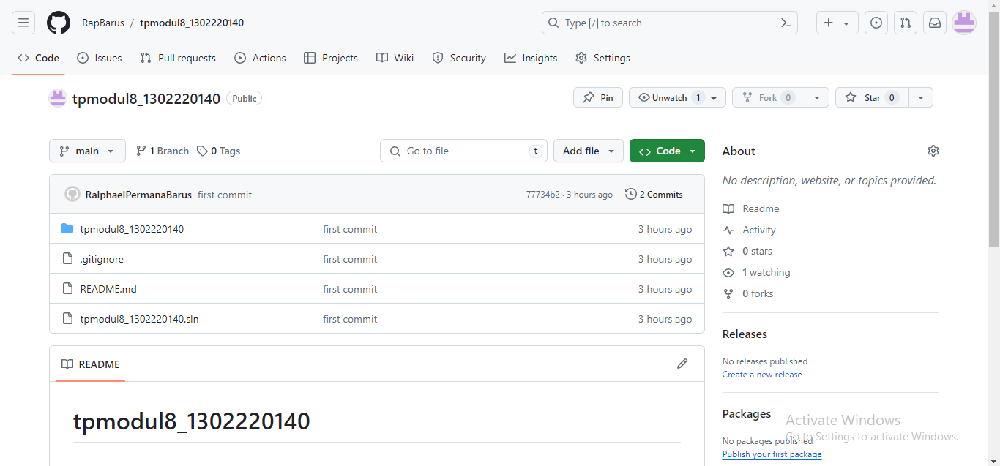 RapBarus / tpmodul8_1302220140
Type / to search
Code Issues Pull requests Actions Projects Wiki Security Insights Settings
tpmodul8_1302220140 Public
Pin Unwatch 1 Fork 0 Star 0
main 1 Branch 0 Tags Go to file t Add file Code
RalphaelPermanaBarus first commit 77734b2 · 3 hours ago 2 Commits
tpmodul8_1302220140 first commit 3 hours ago
.gitignore first commit 3 hours ago
README.md first commit 3 hours ago
tpmodul8_1302220140.sln first commit 3 hours ago
README
tpmodul8_1302220140
About
No description, website, or topics provided.
Readme
Activity
0 stars
1 watching
0 forks
Releases
No releases published
Create a new release
Packages
No packages published
Publish your first package
Activate Windows
Go to Settings to activate Windows.